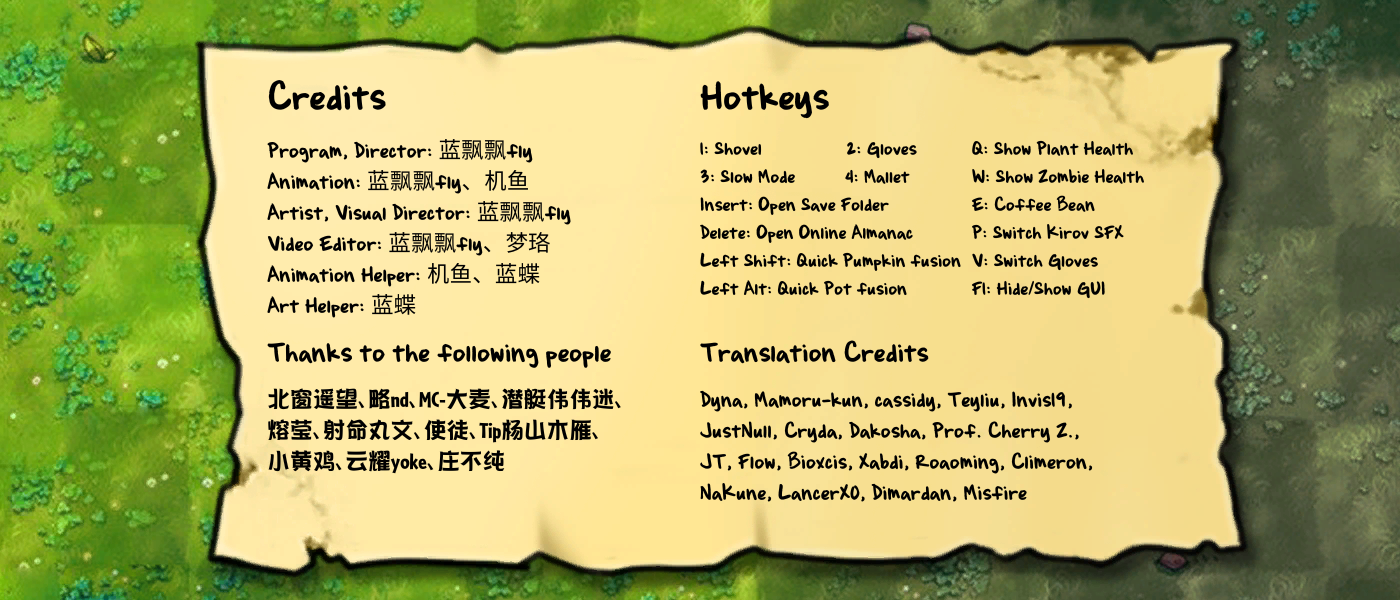 Credits
Program, Director: 蓝飘飘fly
Animation: 蓝飘飘fly、机鱼
Artist, Visual Director: 蓝飘飘fly
Video Editor: 蓝飘飘fly、梦珞
Animation Helper: 机鱼、蓝蝶
Art Helper: 蓝蝶
Thanks to the following people
北窗遥望、略nd、MC-大麦、潜艇伟伟迷、
熔莹、射命丸文、使徒、Tip杨山木雁、
小黄鸡、云耀yoke、庄不纯
Hotkeys
1: Shovel 2: Gloves Q: Show Plant Health
3: Slow Mode 4: Mallet W: Show Zombie Health
Insert: Open Save Folder E: Coffee Bean
Delete: Open Online Almanac P: Switch Kirov SFX
Left Shift: Quick Pumpkin fusion V: Switch Gloves
Left Alt: Quick Pot fusion F1: Hide/Show GUI
Translation Credits
Dyna, Mamoru-kun, cassidy, Teyliu, Invis19,
JustNull, Cryda, Dakosha, Prof. Cherry Z.,
JT, Flow, Bioxcis, Xabdi, Roaoming, Climeron,
NaKune, LancerXO, Dimardan, Misfire